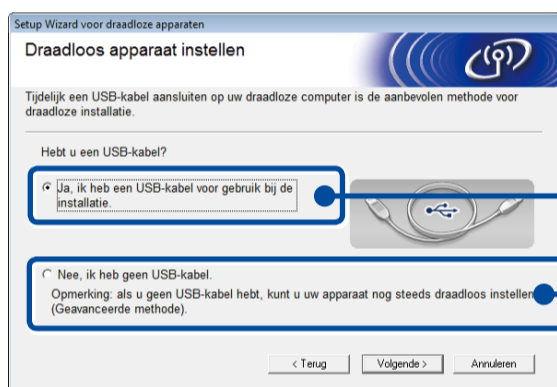 Setup Wizard voor draadloze apparaten
Draadloos apparaat instellen
Tijdelijk een USB-kabel aansluiten op uw draadloze computer is de aanbevolen methode voor
draadloze installatie.
Hebt u een USB-kabel?
Ja, ik heb een USB-kabel voor gebruik bij de
installatie.
Nee, ik heb geen USB-kabel.
Opmerking: als u geen USB-kabel hebt, kunt u uw apparaat nog steeds draadloos instellen
(Geavanceerde methode).
< Terug
Volgende >
Annuleren